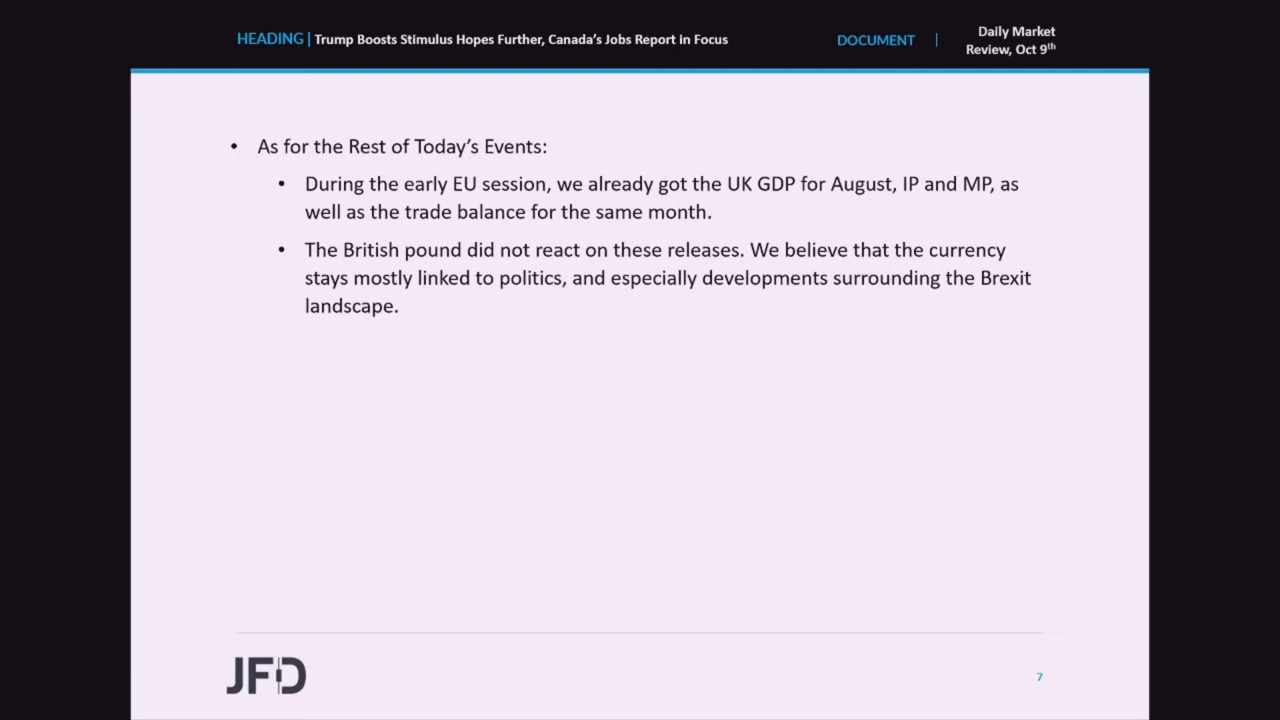 HEADING | Trump Boosts Stimulus Hopes Further, Canada's Jobs Report in Focus
DOCUMENT | Daily Market
Review, Oct 9th
• As for the Rest of Today's Events:
• During the early EU session, we already got the UK GDP for August, IP and MP, as
well as the trade balance for the same month.
• The British pound did not react on these releases. We believe that the currency
stays mostly linked to politics, and especially developments surrounding the Brexit
landscape.
JFD
7